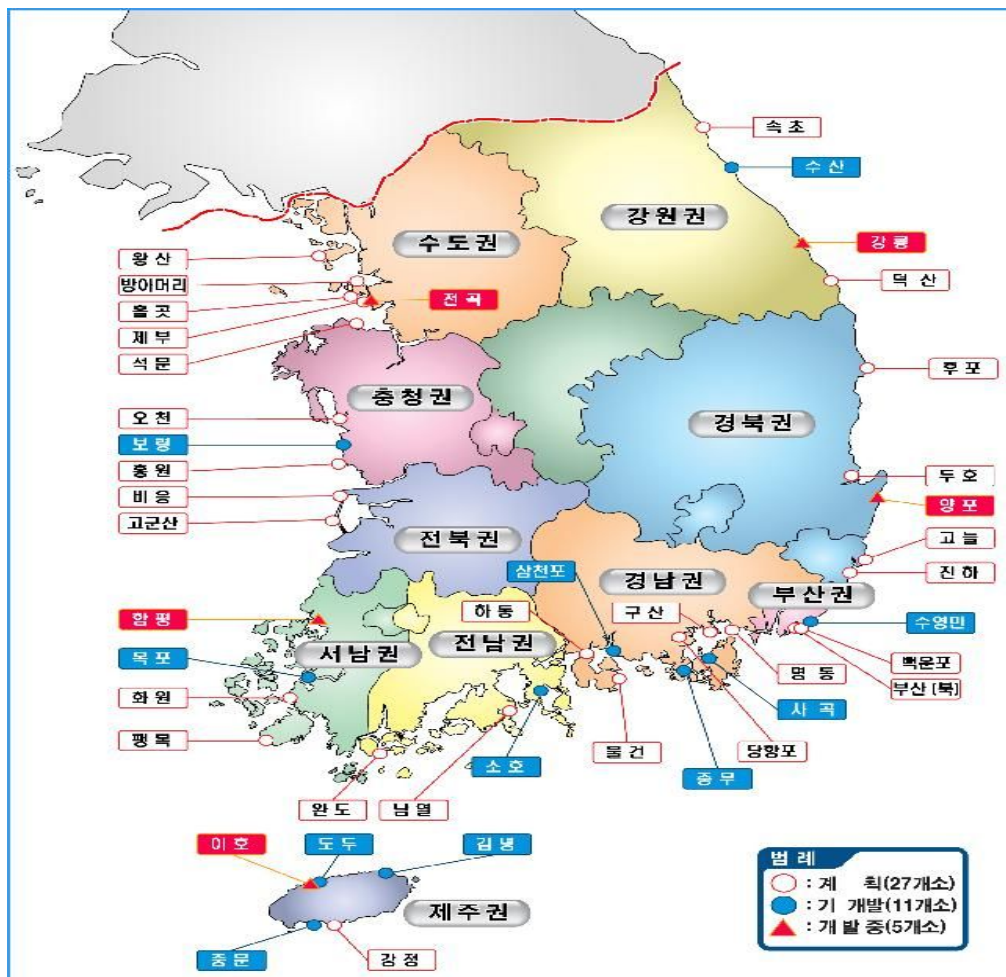 속초
수산
강원권
수도권
강릉
왕산
방아머리
덕산
흘곳
전곡
제부
석문
후포
충청권
오천
경북권
보령
홍원
두호
비응
양포
고군산
전북권
고늘
삼천포
경남권
진하
부산권
하동
구산
함평
수영민
서남권
전남권
목포
백운포
명동
부산(북)
화원
사곡
팽목
물건
당항포
소호
충무
완도
남열
이호
도두
김녕
범례
: 계 획(27개소)
: 기 개발(11개소)
: 개발중(5개소)
제주권
중문
강정